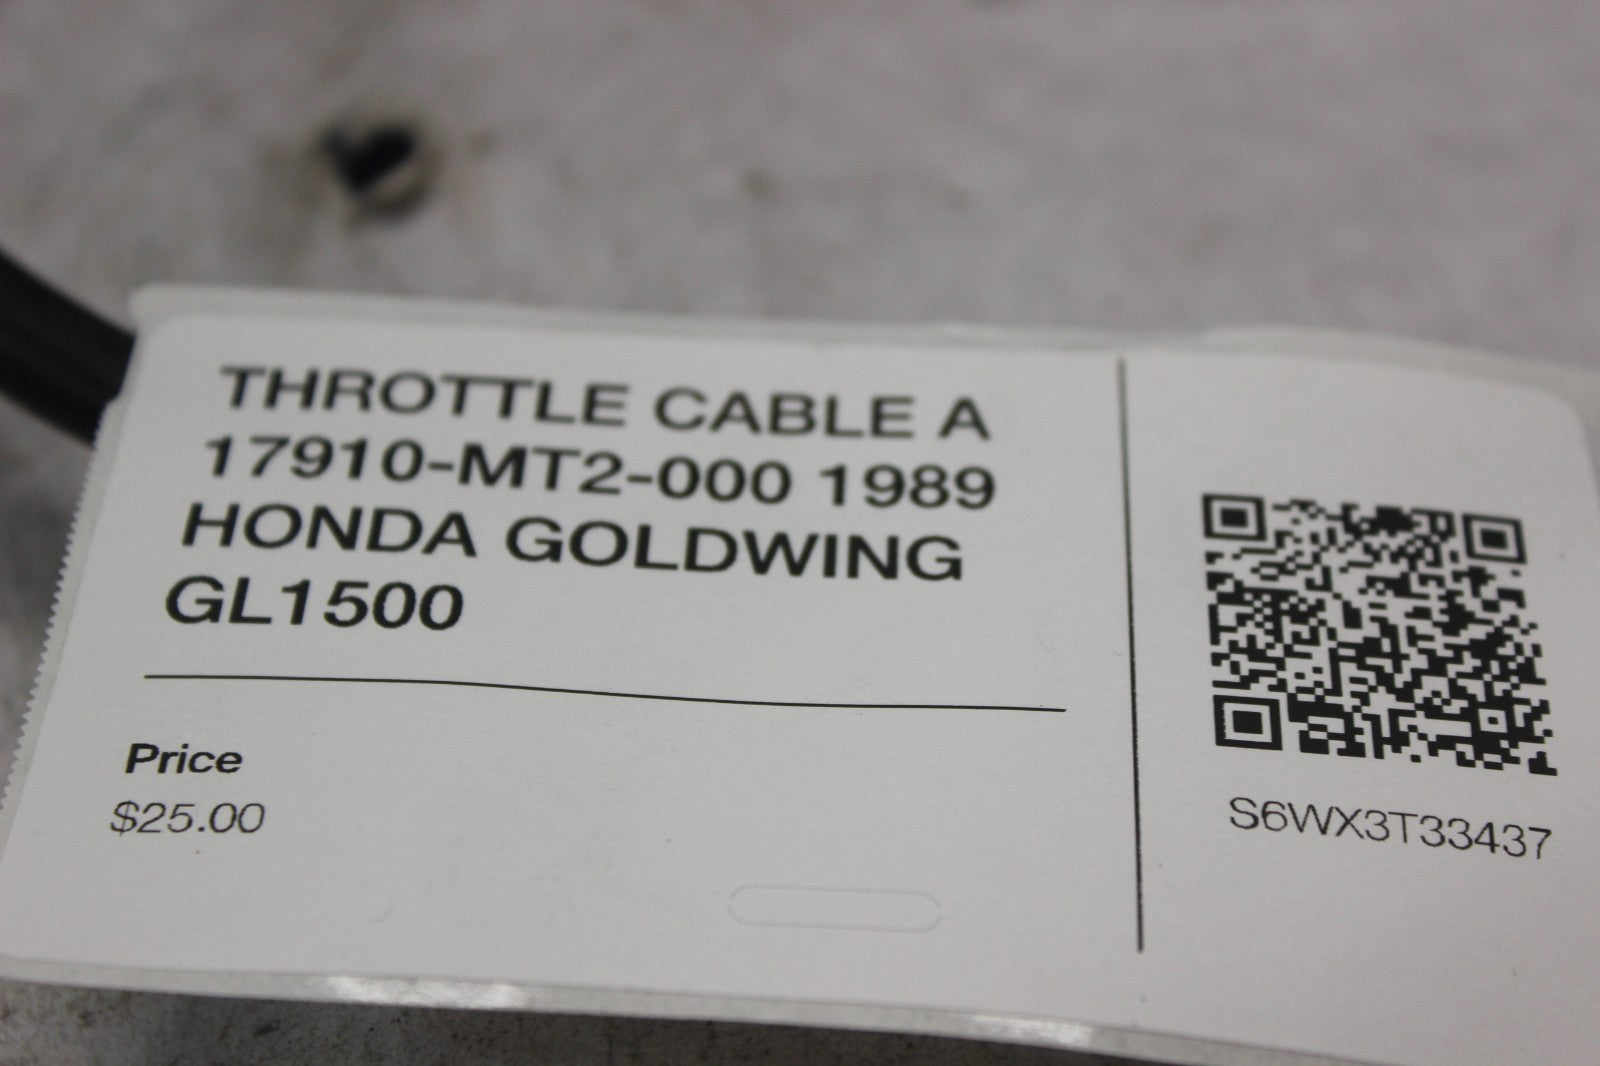 THROTTLE CABLE A
17910-MT2-000 1989
HONDA GOLDWING
GL1500
Price
$25.00
S6WX3T33437